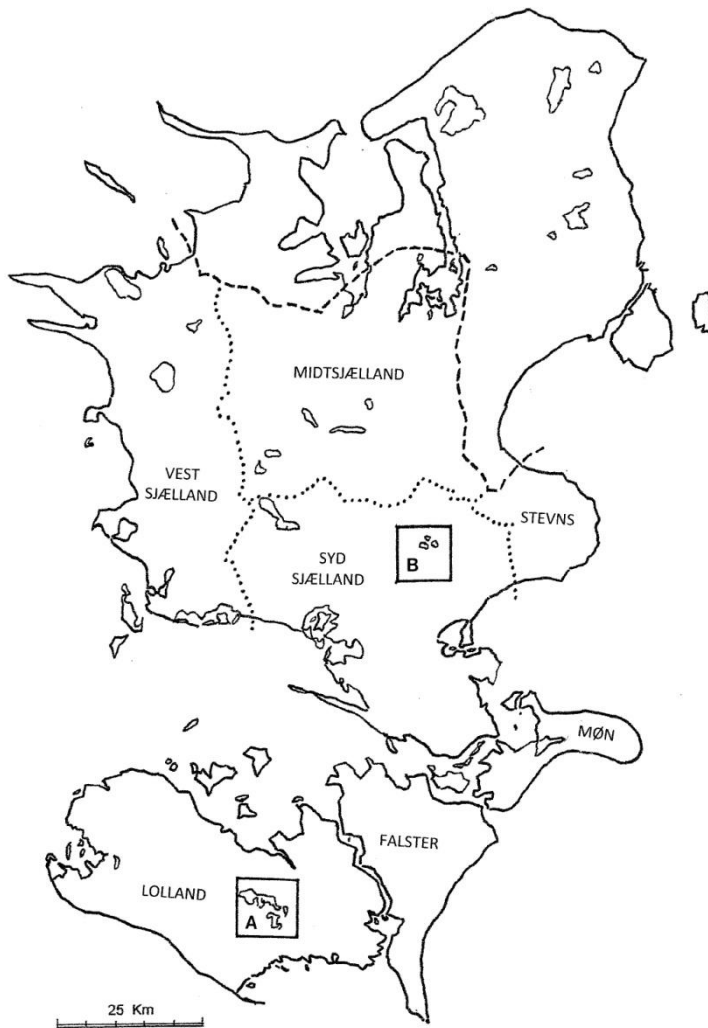 MIDTSJÆLLAND
VEST
SJÆLLAND
STEVNS
SYD
SJÆLLAND
B
MØN
FALSTER
LOLLAND
A
25 Km